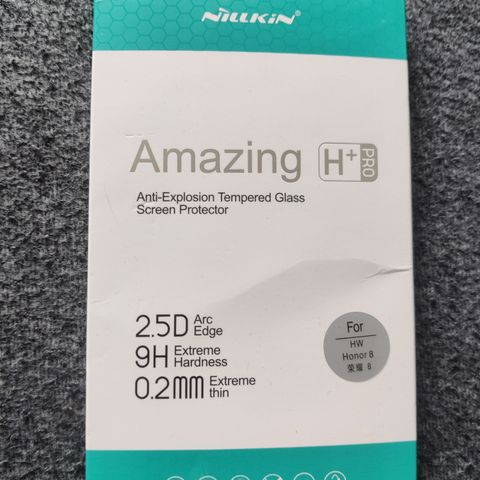 NILLKIN
Amazing H+ PRO
Anti-Explosion Tempered Glass
Screen Protector
2.5D Arc Edge
9H Extreme Hardness
0.2mm Extreme thin
For
HW
Honor 8
荣耀 8